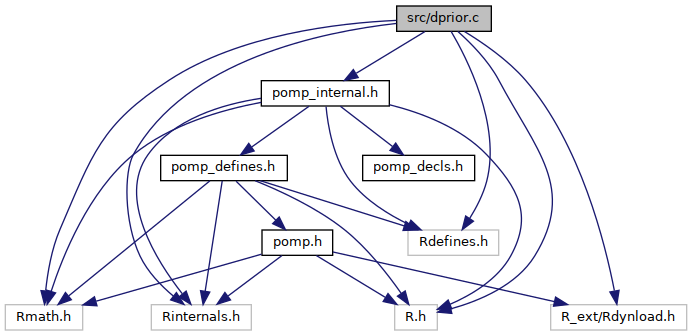 src/dprior.c
pomp_internal.h
pomp_defines.h
pomp_decls.h
pomp.h
Rdefines.h
Rmath.h
Rinternals.h
R.h
R_ext/Rdynload.h